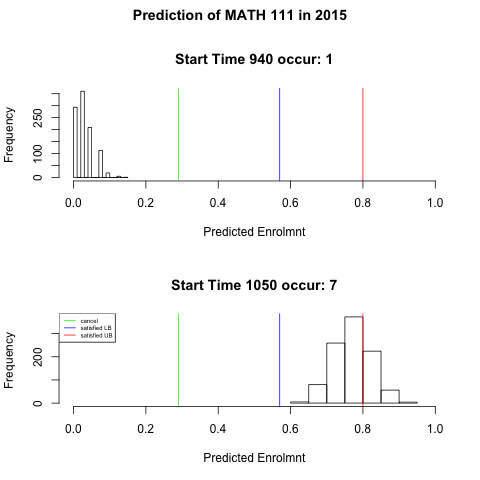 Prediction of MATH 111 in 2015
Start Time 940 occur: 1
Frequency
0 100 250
0.0 0.2 0.4 0.6 0.8 1.0
Predicted Enrolmnt
Start Time 1050 occur: 7
cancel
satisfied LB
satisfied UB
Frequency
0 200
0.0 0.2 0.4 0.6 0.8 1.0
Predicted Enrolmnt